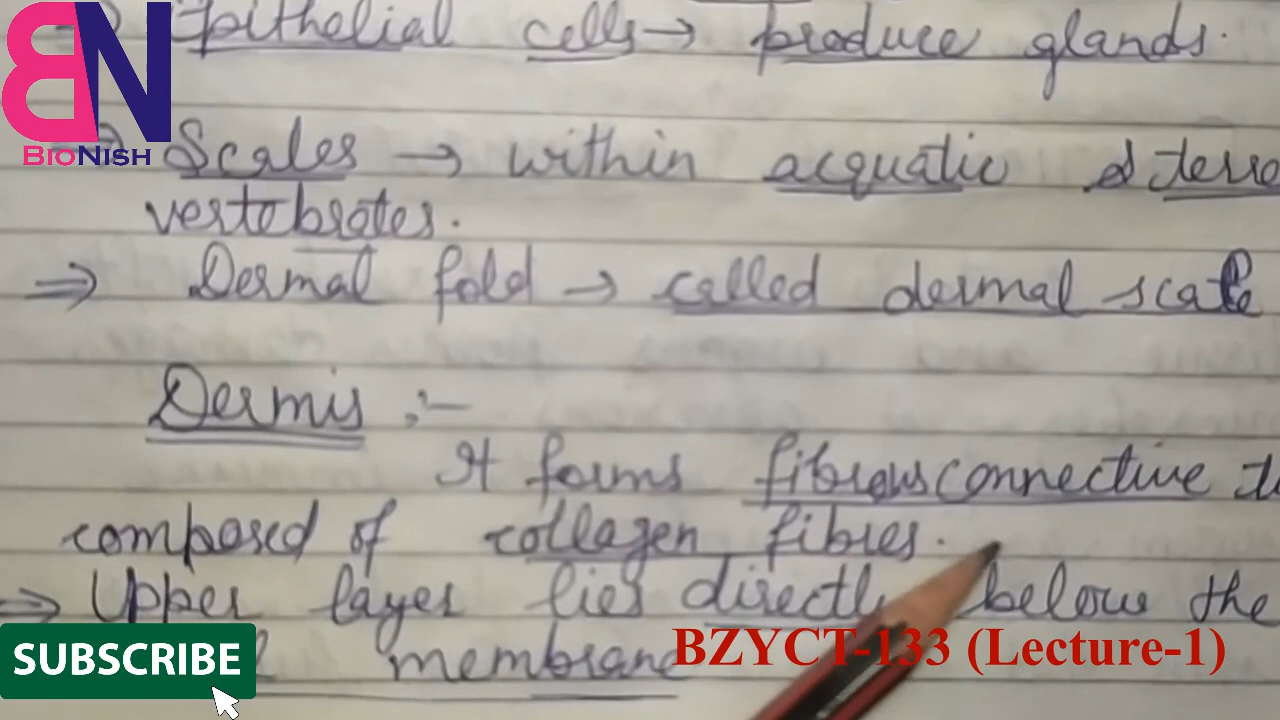 Epithelial cells → produce glands.
BN
BIONISH
Scales → within acquatic &
vertebrates.
⇒ Dermal fold → called dermal scale
Dermis :-
It forms fibrous connective
composed of collagen fibres.
⇒ Upper layer lies directly below the
membrane
SUBSCRIBE
BZYCT-133 (Lecture-1)